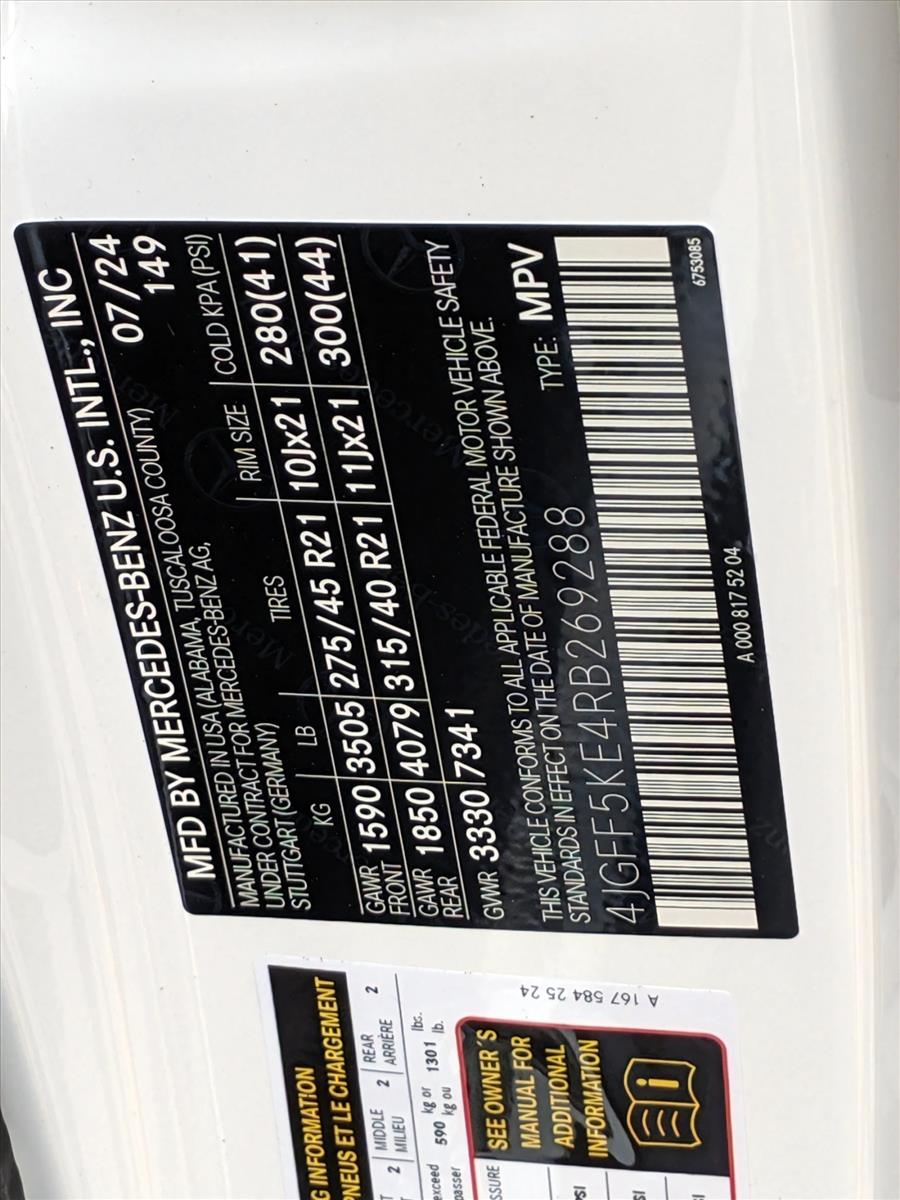 MFD BY MERCEDES-BENZ U.S. INTL., INC
MANUFACTURED IN USA (ALABAMA, TUSCALOOSA COUNTY) 07/24
UNDER CONTRACT FOR MERCEDES-BENZ AG, 149
STUTTGART (GERMANY)
KG LB TIRES RIM SIZE COLD KPA (PSI)
GAWR FRONT 1590 3505 275/45 R21 10Jx21 280(41)
GAWR REAR 1850 4079 315/40 R21 11Jx21 300(44)
GVWR 3330 7341
THIS VEHICLE CONFORMS TO ALL APPLICABLE FEDERAL MOTOR VEHICLE SAFETY
STANDARDS IN EFFECT ON THE DATE OF MANUFACTURE SHOWN ABOVE.
4JGFF5KE4RB269288 TYPE: MPV
A 000 817 52 04 6753085
INFORMATION
PNEUS ET LE CHARGEMENT
2 MIDDLE 2 REAR 2
MILIEU ARRIÈRE
exceed 590 kg or 1301 lbs.
kg ou lb.
SEE OWNER'S
MANUAL FOR
ADDITIONAL
INFORMATION
A 167 584 25 24